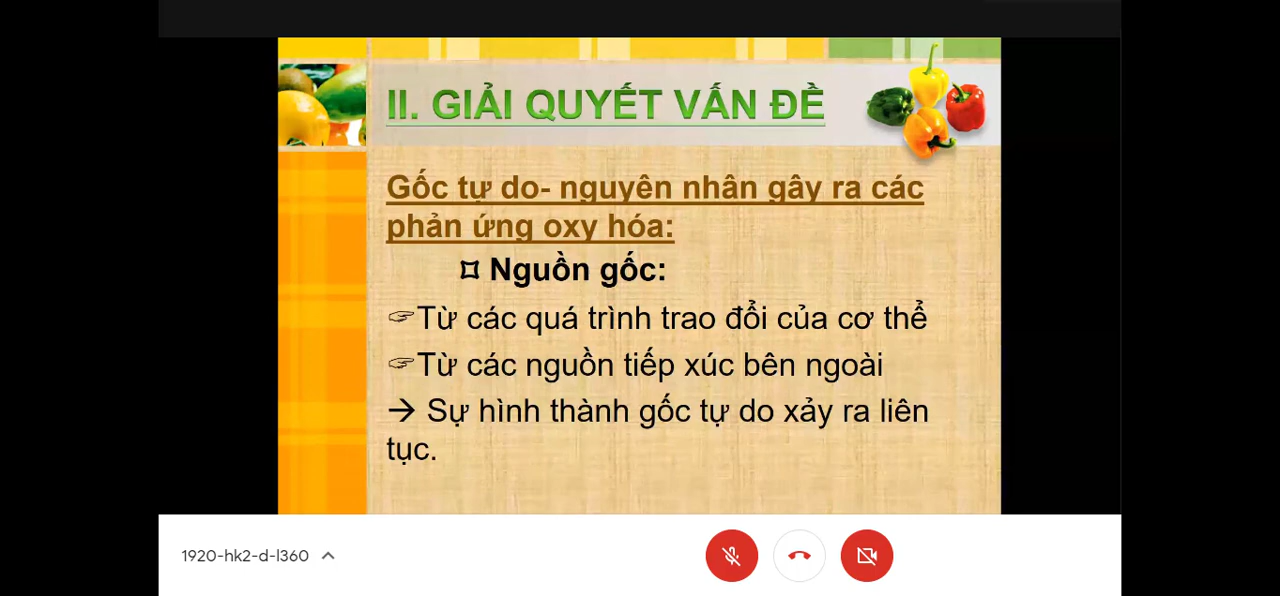 II. GIẢI QUYẾT VẤN ĐỀ
Gốc tự do- nguyên nhân gây ra các
phản ứng oxy hóa:
¤ Nguồn gốc:
☞Từ các quá trình trao đổi của cơ thể
☞Từ các nguồn tiếp xúc bên ngoài
→ Sự hình thành gốc tự do xảy ra liên
tục.
1920-hk2-d-l360